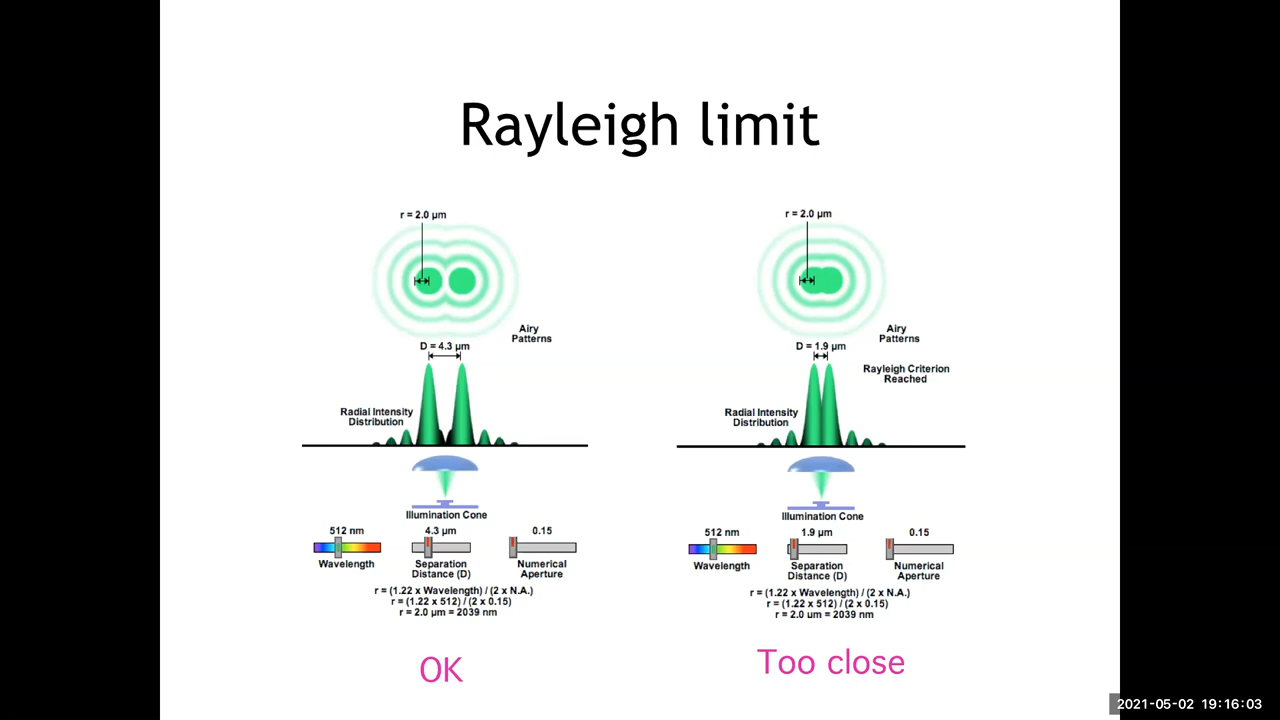 Rayleigh limit
r = 2.0 µm
Airy
Patterns
D = 4.3 µm
Radial Intensity
Distribution
Illumination Cone
512 nm
4.3 µm
0.15
Wavelength
Separation
Distance (D)
Numerical
Aperture
r = (1.22 x Wavelength) / (2 x N.A.)
r = (1.22 x 512) / (2 x 0.15)
r = 2.0 µm = 2039 nm
OK
r = 2.0 µm
Airy
Patterns
D = 1.9 µm
Rayleigh Criterion
Reached
Radial Intensity
Distribution
Illumination Cone
512 nm
1.9 µm
0.15
Wavelength
Separation
Distance (D)
Numerical
Aperture
r = (1.22 x Wavelength) / (2 x N.A.)
r = (1.22 x 512) / (2 x 0.15)
r = 2.0 µm = 2039 nm
Too close
2021-05-02 19:16:03